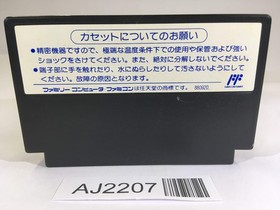 カセットについてのお願い
●精密機器ですので、極端な温度条件下での使用や保管および強い
ショックをさけてください。また、絶対に分解しないでください。
●端子部に手を触れたり、水にぬらしたりして汚さないようにして
ください。故障の原因となります。
ファミリーコンピュータ・ファミコンは任天堂の商標です。
AJ2207